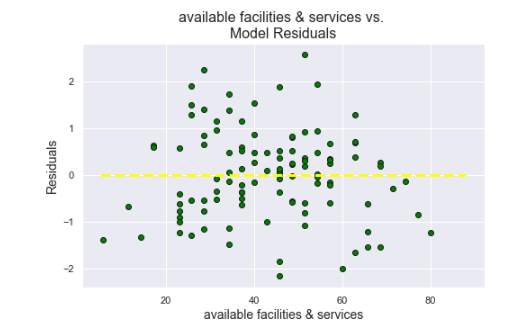 available facilities & services vs.
Model Residuals
Residuals
2
1
0
−1
−2
20
40
60
80
available facilities & services